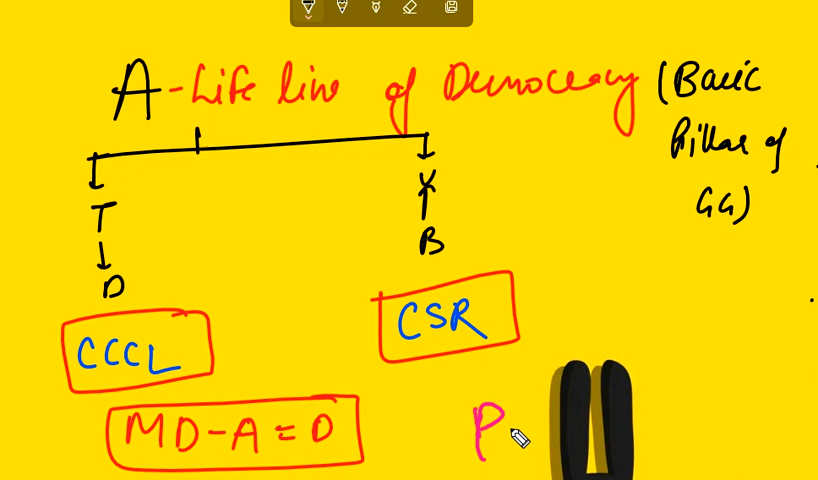 A-Life line of Democracy (Basic
Pillar of
GG)
T
D
B
CCCL
CSR
MD-A=0
P